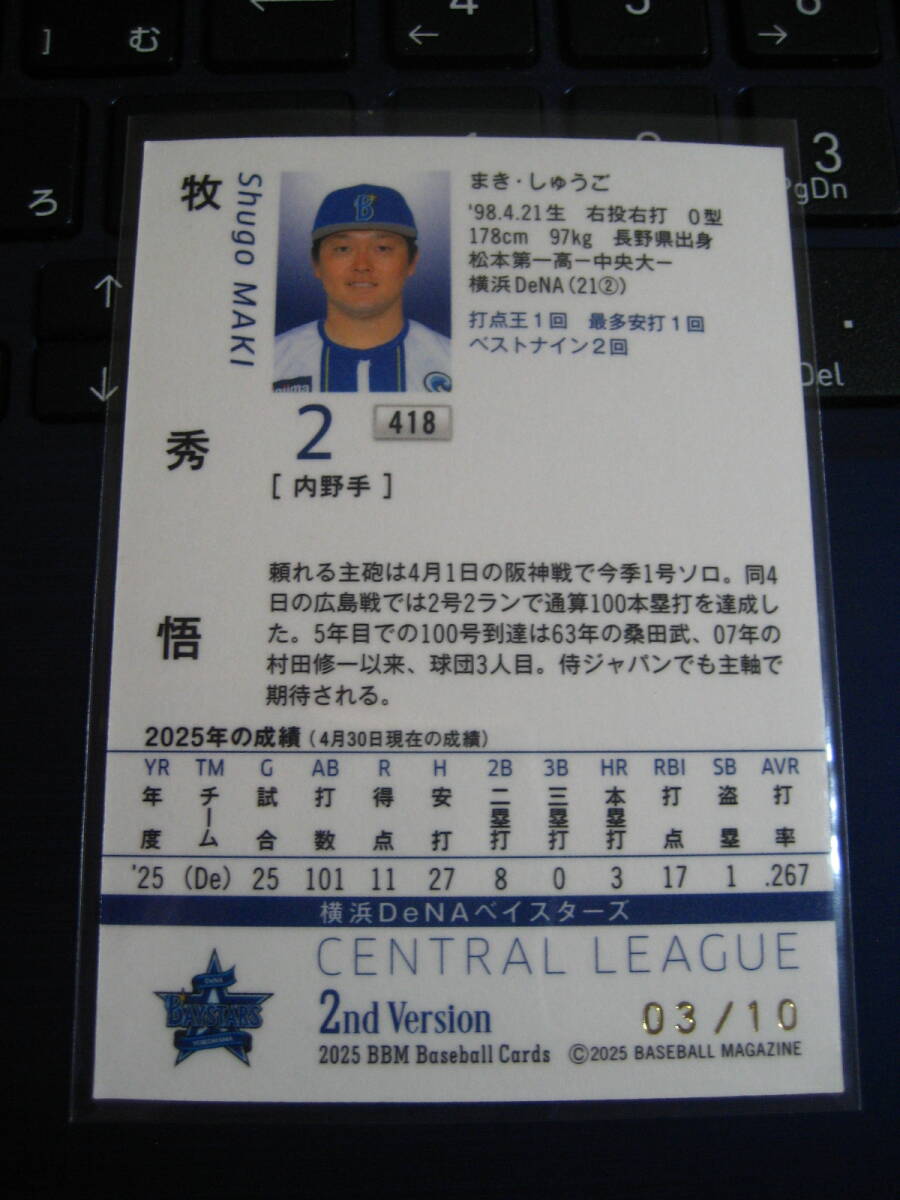 ] む
←
4
5
6
→
ろ
3
PgDn
↑
↓
.
Del
牧 秀 悟
Shugo MAKI
まき・しゅうご
'98.4.21生 右投右打 O型
178cm 97kg 長野県出身
松本第一高ー中央大ー
横浜DeNA(21②)
打点王1回 最多安打1回
ベストナイン2回
2
418
[ 内野手 ]
頼れる主砲は4月1日の阪神戦で今季1号ソロ。同4
日の広島戦では2号2ランで通算100本塁打を達成し
た。5年目での100号到達は63年の桑田武、07年の
村田修一以来、球団3人目。侍ジャパンでも主軸で
期待される。
2025年の成績(4月30日現在の成績)
YR TM G AB R H 2B 3B HR RBI SB AVR
年度 チーム 試合 打数 得点 安打 二塁打 三塁打 本塁打 打点 盗塁 打率
'25 (De) 25 101 11 27 8 0 3 17 1 .267
横浜DeNAベイスターズ
CENTRAL LEAGUE
DeNA
BAYSTARS
YOKOHAMA
2nd Version
03/10
2025 BBM Baseball Cards ©2025 BASEBALL MAGAZINE